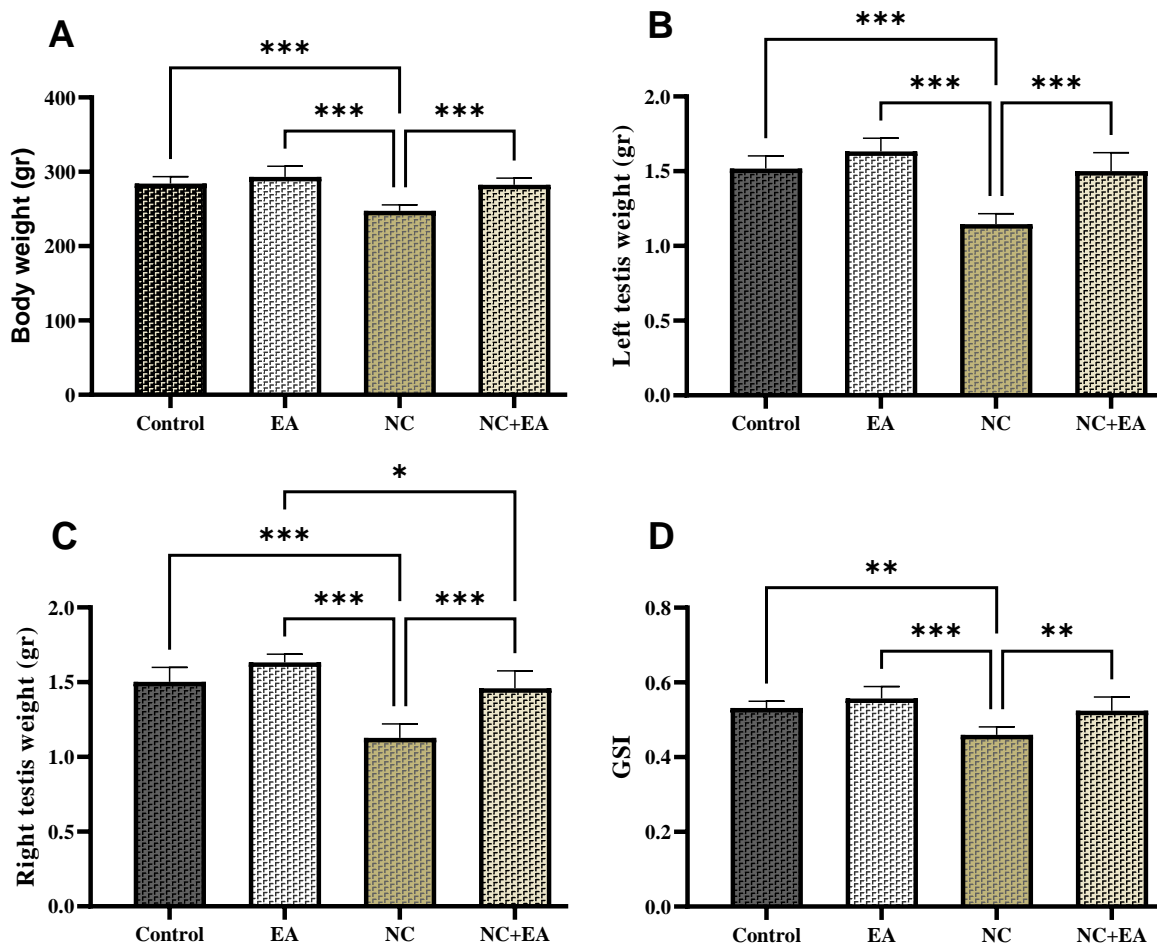 A
***
***
***
400
300
200
100
0
Body weight (gr)
Control EA NC NC+EA
B
***
***
***
2.0
1.5
1.0
0.5
0.0
Left testis weight (gr)
Control EA NC NC+EA
C
*
***
***
***
2.0
1.5
1.0
0.5
0.0
Right testis weight (gr)
Control EA NC NC+EA
D
**
***
**
0.8
0.6
0.4
0.2
0.0
GSI
Control EA NC NC+EA